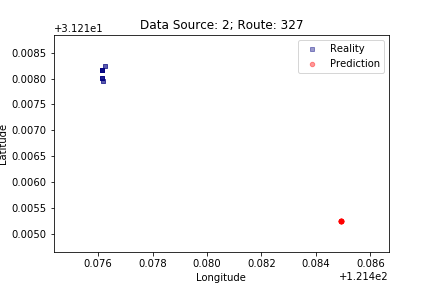 +3.121e1
Data Source: 2; Route: 327
Reality
Prediction
0.0085
0.0080
0.0075
0.0070
0.0065
0.0060
0.0055
0.0050
Latitude
0.076
0.078
0.080
0.082
0.084
0.086
Longitude
+1.214e2